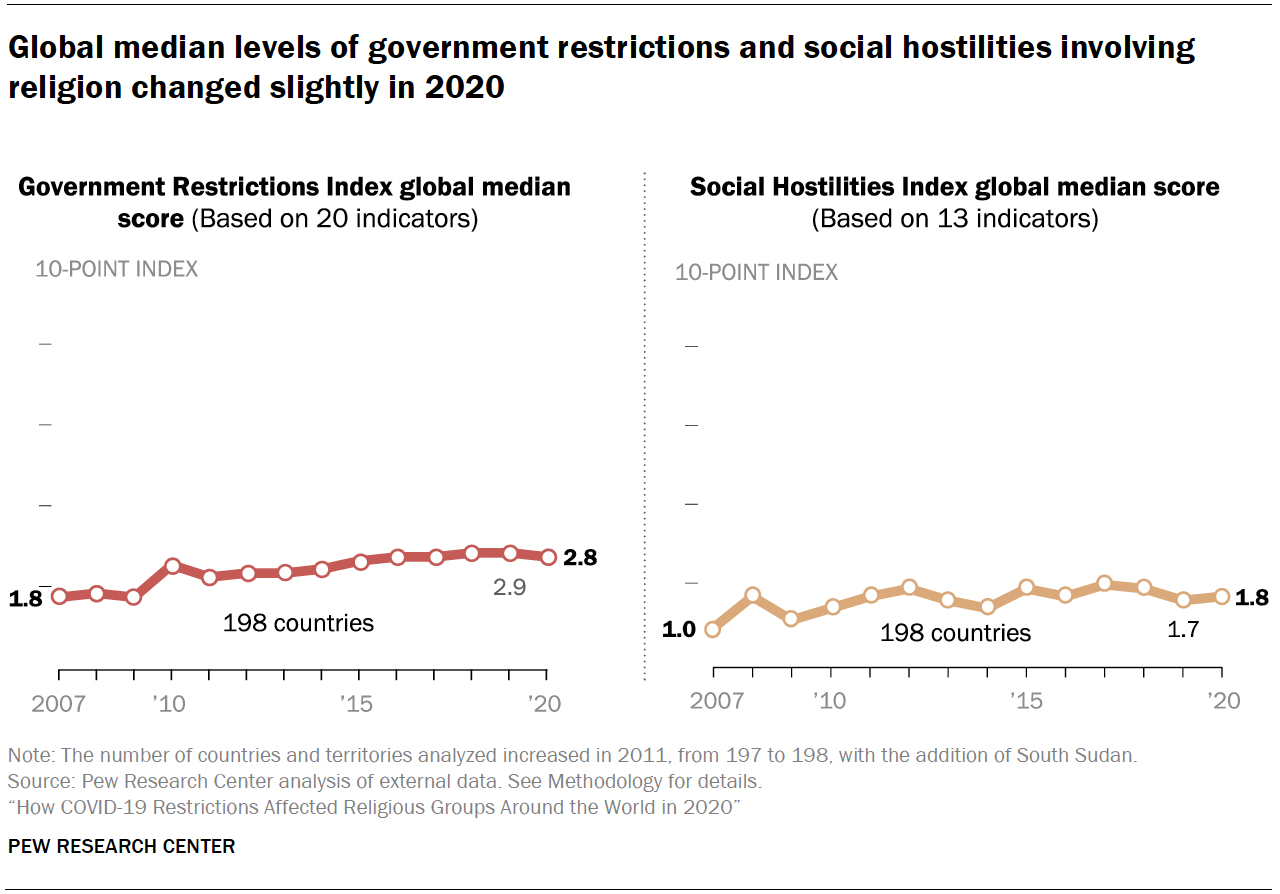 Global median levels of government restrictions and social hostilities involving
religion changed slightly in 2020
Government Restrictions Index global median
score (Based on 20 indicators)
10-POINT INDEX
1.8
2.8
2.9
198 countries
2007
’10
’15
’20
Social Hostilities Index global median score
(Based on 13 indicators)
10-POINT INDEX
1.0
1.8
1.7
198 countries
2007
’10
’15
’20
Note: The number of countries and territories analyzed increased in 2011, from 197 to 198, with the addition of South Sudan.
Source: Pew Research Center analysis of external data. See Methodology for details.
“How COVID-19 Restrictions Affected Religious Groups Around the World in 2020”
PEW RESEARCH CENTER